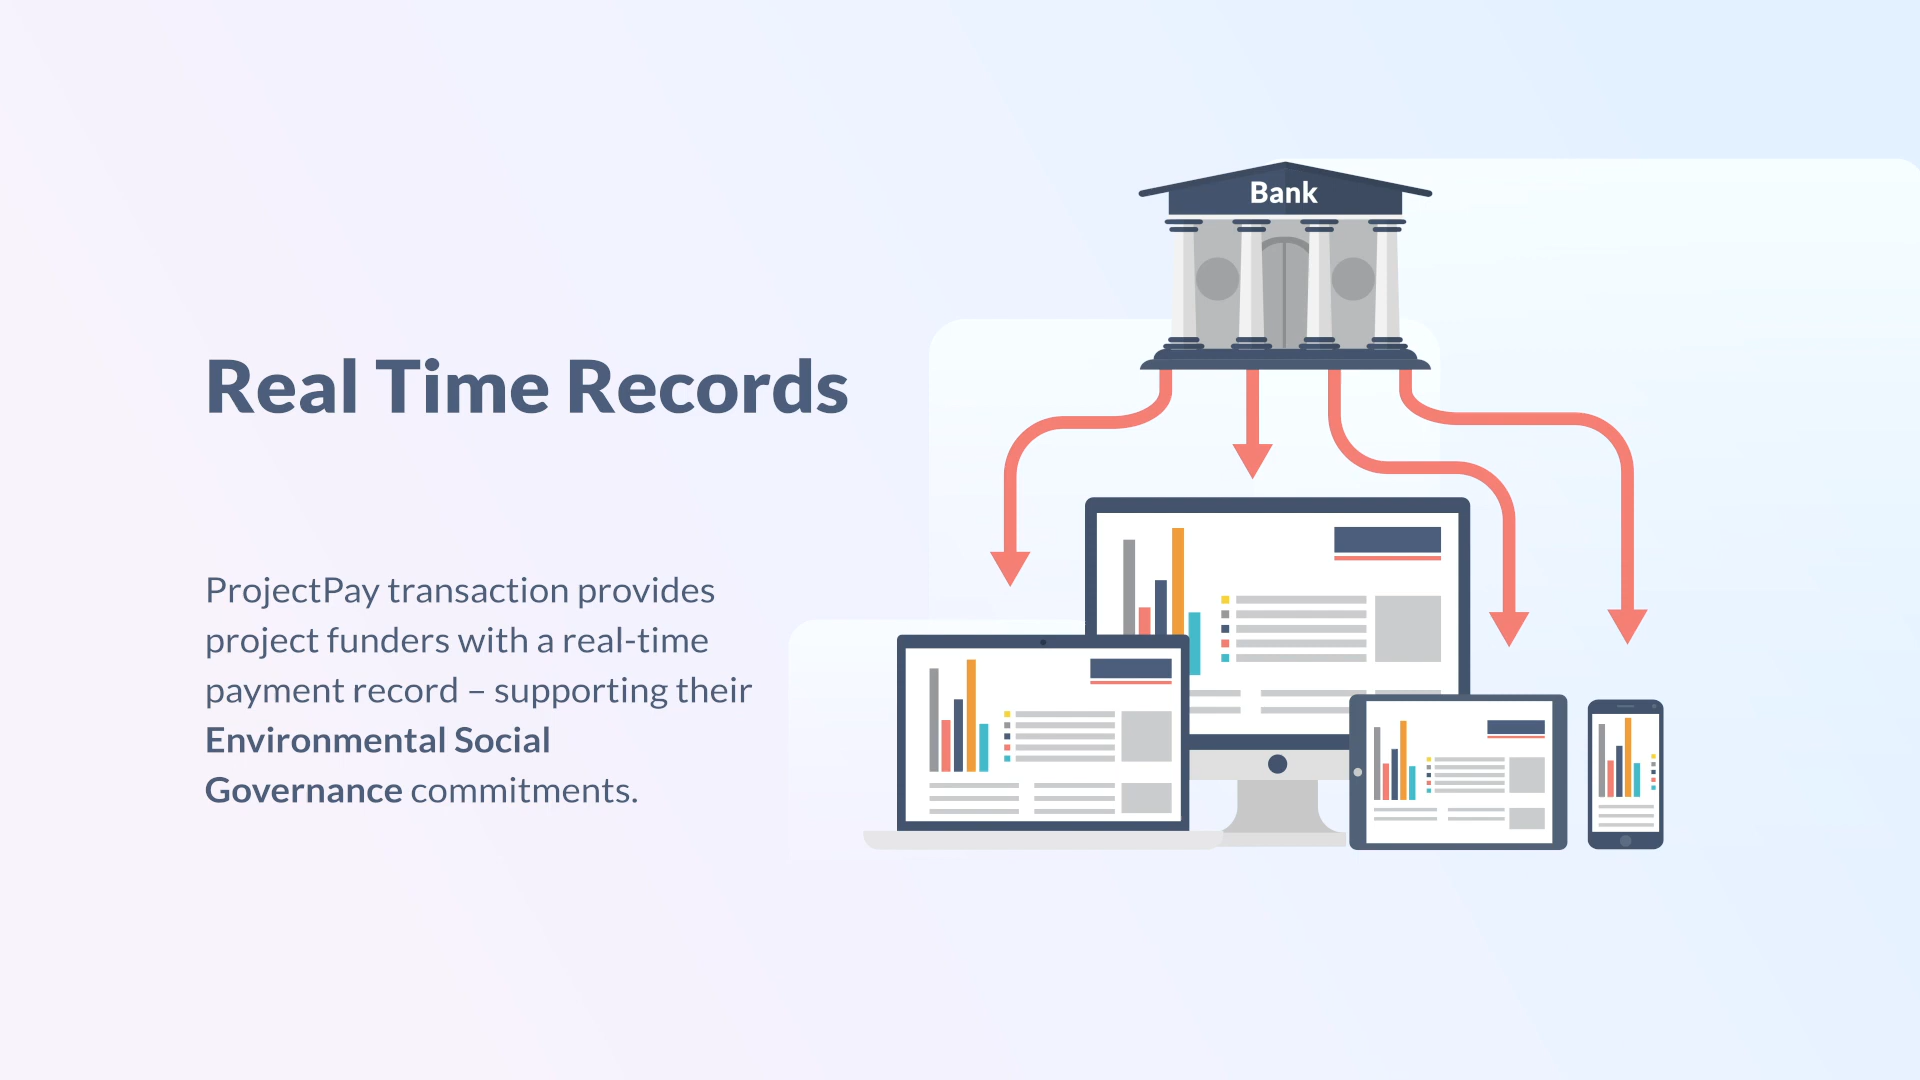 Bank
Real Time Records
ProjectPay transaction provides
project funders with a real-time
payment record – supporting their
Environmental Social
Governance commitments.